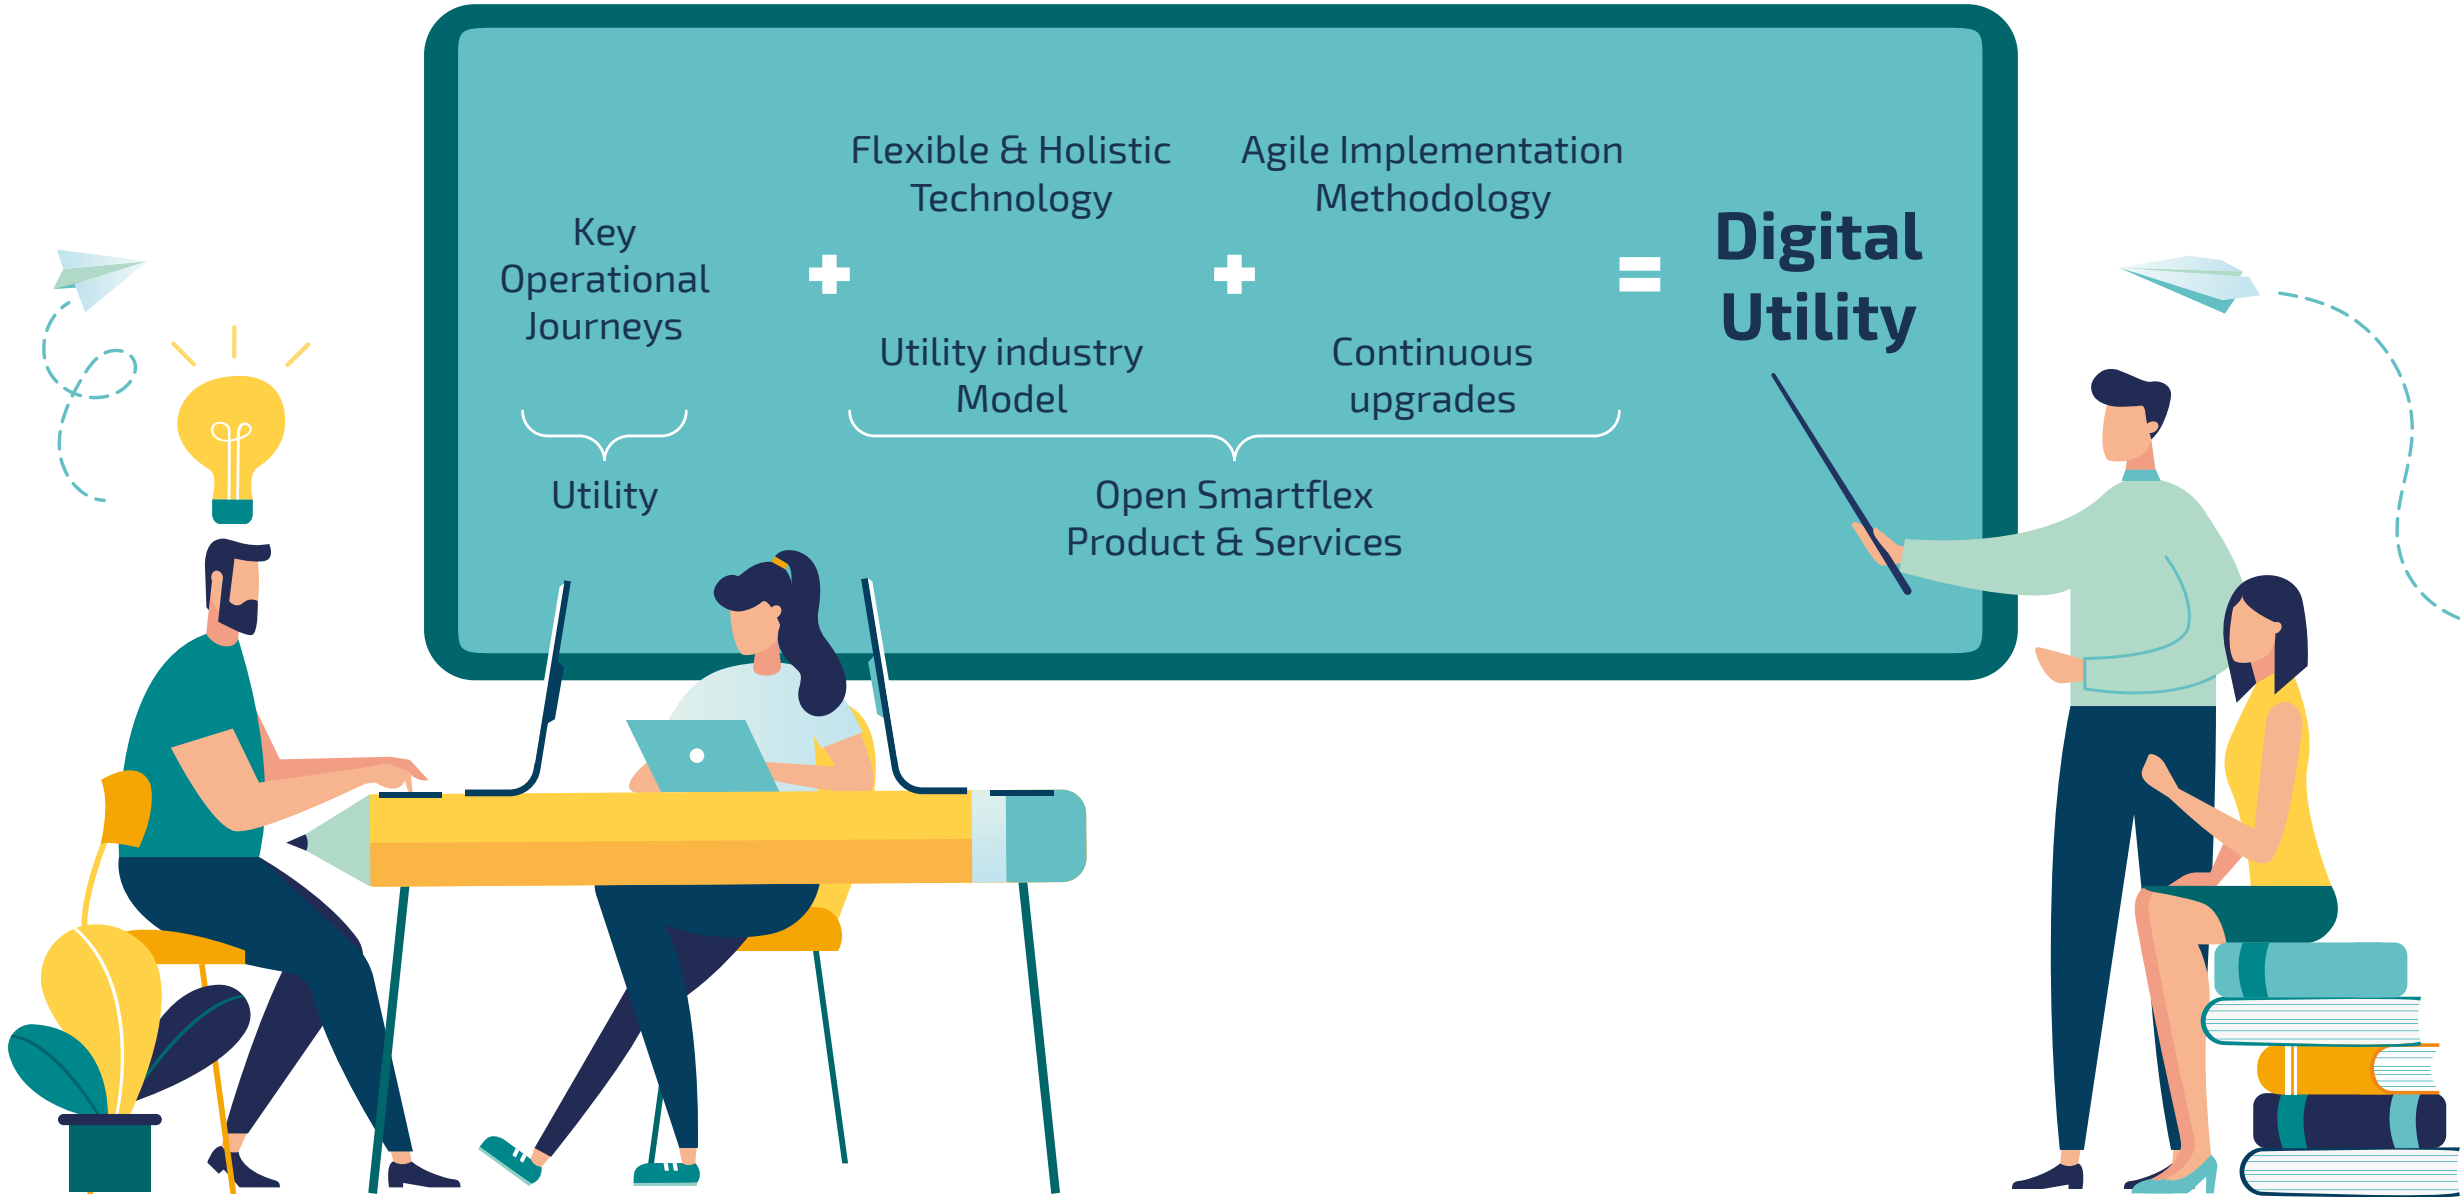 Key
Operational
Journeys
Utility
Flexible & Holistic
Technology
Utility industry
Model
Agile Implementation
Methodology
Continuous
upgrades
Open Smartflex
Product & Services
Digital
Utility